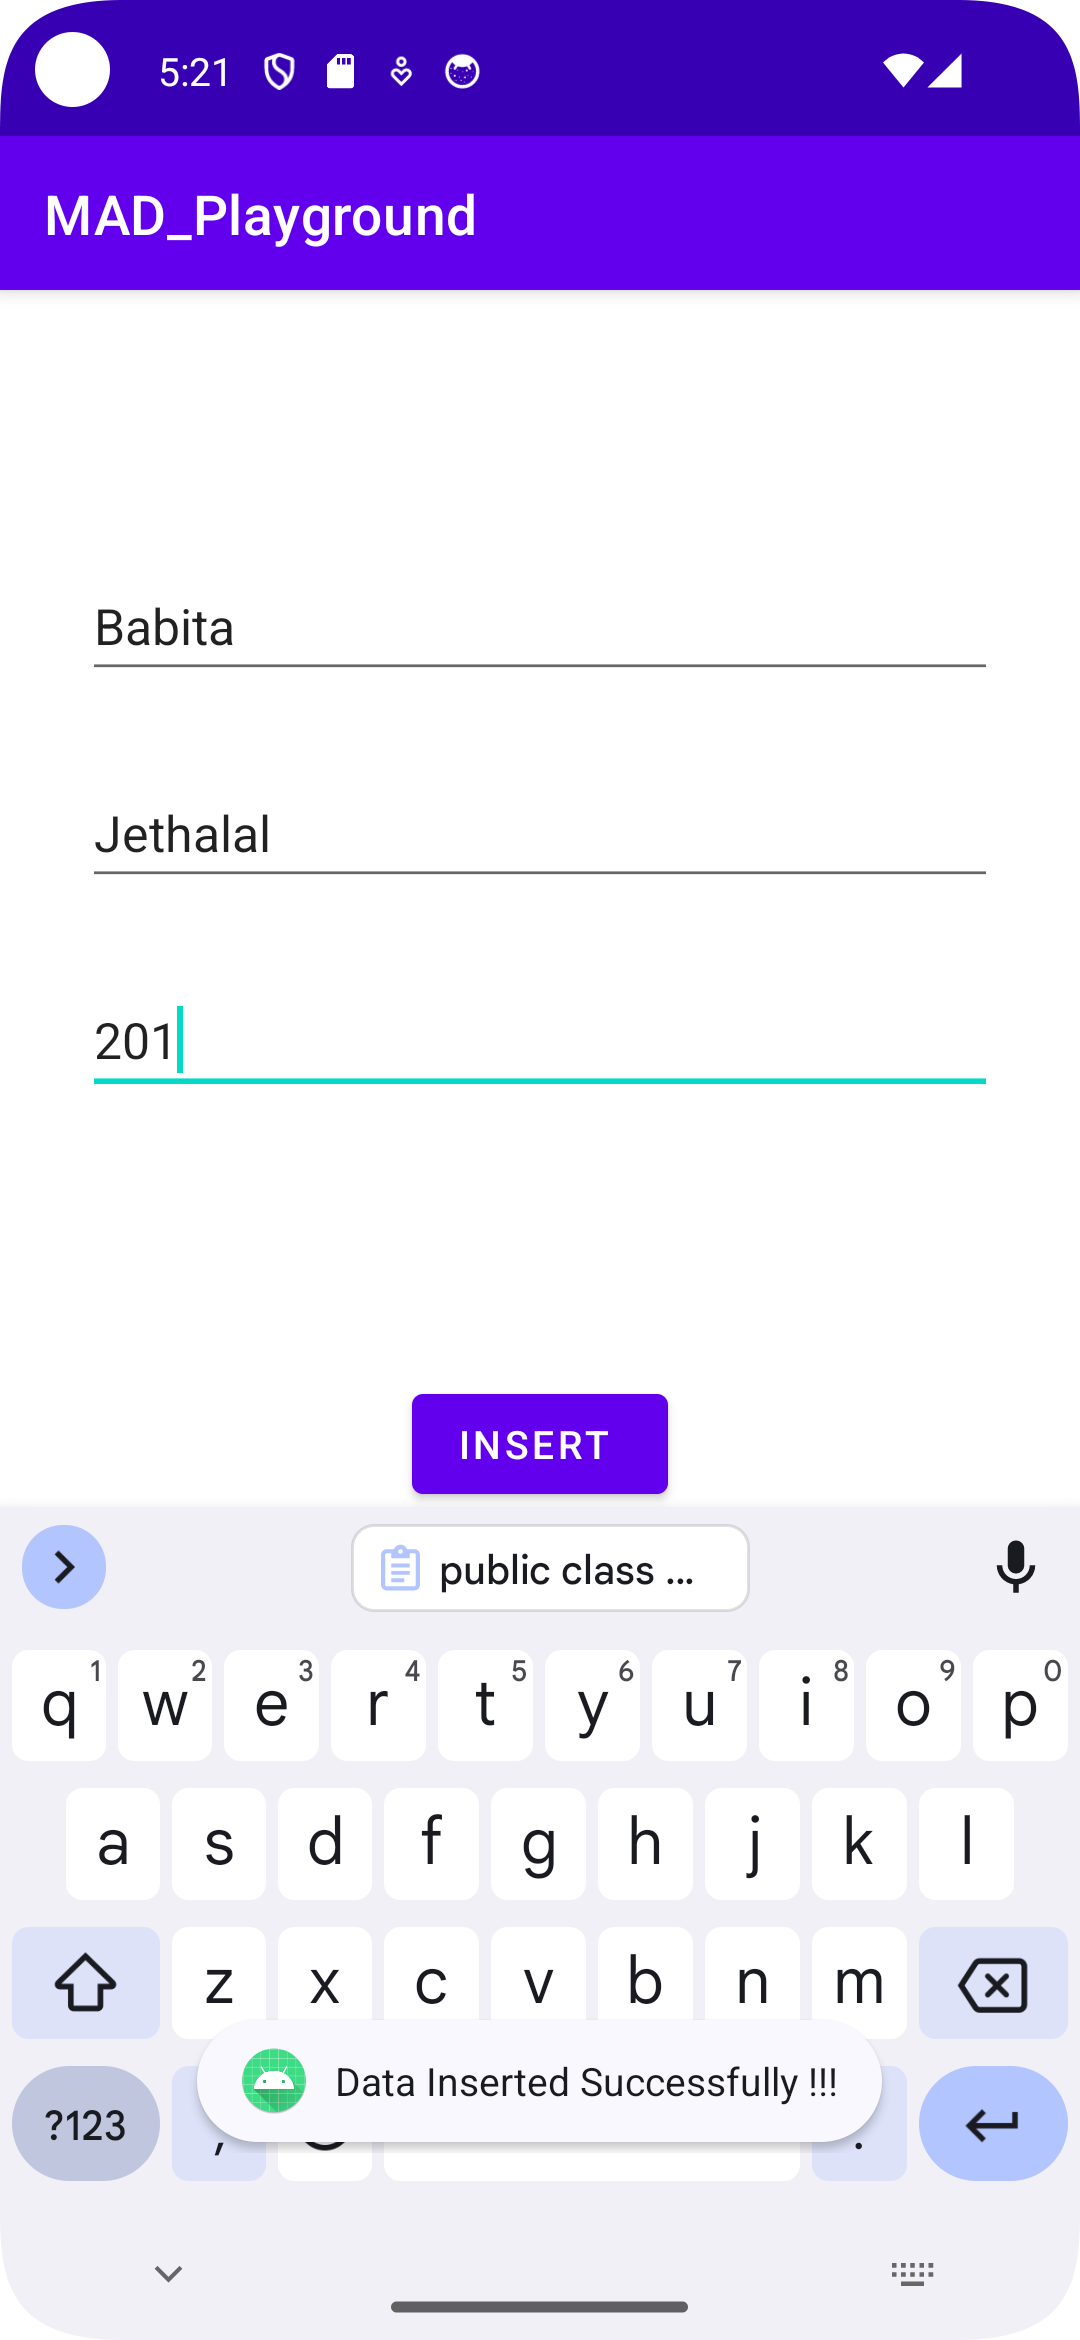 5:21
MAD_Playground
Babita
Jethalal
201
INSERT
public class ...
q 1 w 2 e 3 r 4 t 5 y 6 u 7 i 8 o 9 p 0
a s d f g h j k l
z x c v b n m
Data Inserted Successfully !!!
?123 , .